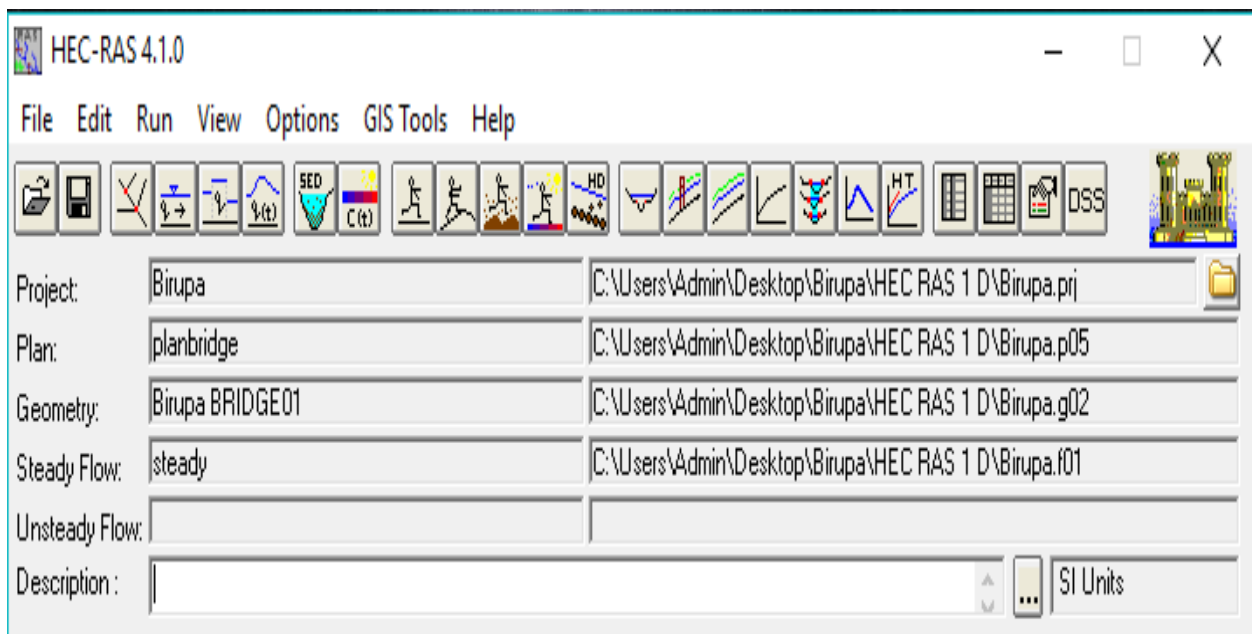 HEC-RAS 4.1.0
File Edit Run View Options GIS Tools Help
SED C(t) HD HT DSS
Project: Birupa C:\Users\Admin\Desktop\Birupa\HEC RAS 1 D\Birupa.prj
Plan: planbridge C:\Users\Admin\Desktop\Birupa\HEC RAS 1 D\Birupa.p05
Geometry: Birupa BRIDGE01 C:\Users\Admin\Desktop\Birupa\HEC RAS 1 D\Birupa.g02
Steady Flow: steady C:\Users\Admin\Desktop\Birupa\HEC RAS 1 D\Birupa.f01
Unsteady Flow:
Description : ... SI Units